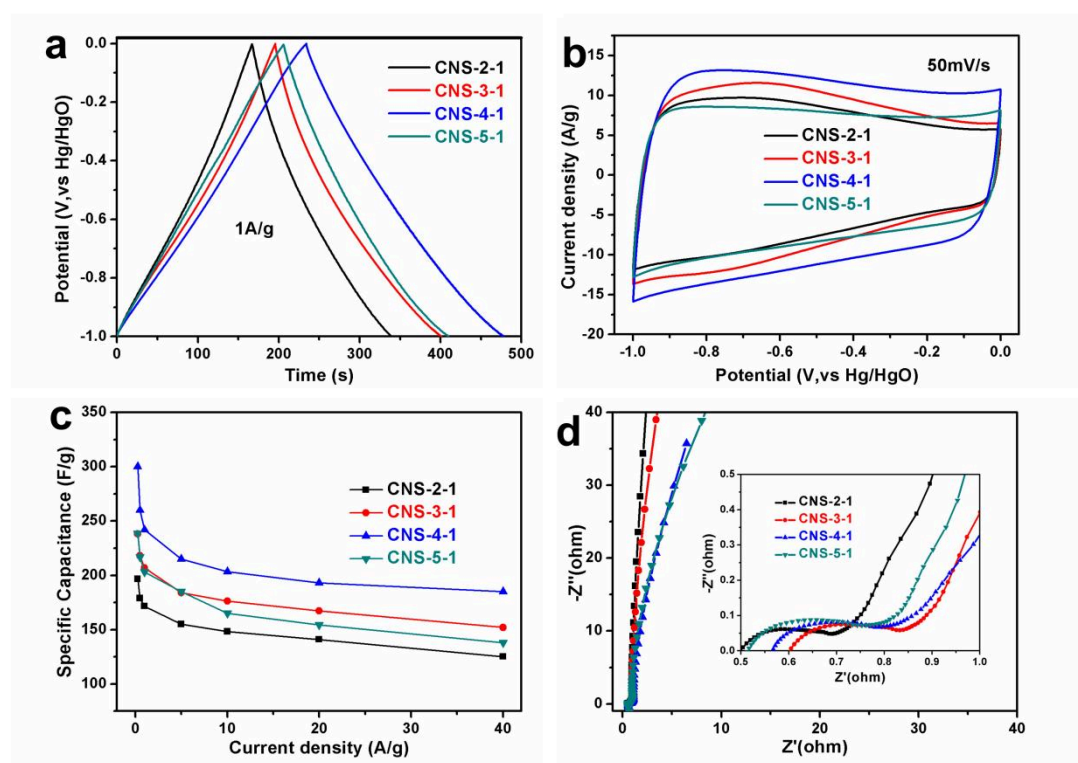 a
0.0
-0.2
-0.4
-0.6
-0.8
-1.0
Potential (V,vs Hg/HgO)
CNS-2-1
CNS-3-1
CNS-4-1
CNS-5-1
1A/g
0 100 200 300 400 500
Time (s)
b
20
15
10
5
0
-5
-10
-15
-20
Current density (A/g)
50mV/s
CNS-2-1
CNS-3-1
CNS-4-1
CNS-5-1
-1.0 -0.8 -0.6 -0.4 -0.2 0.0
Potential (V,vs Hg/HgO)
c
350
300
250
200
150
100
Specific Capacitance (F/g)
CNS-2-1
CNS-3-1
CNS-4-1
CNS-5-1
0 10 20 30 40
Current density (A/g)
d
40
30
20
10
0
-Z''(ohm)
0.5
0.4
0.3
0.2
0.1
0.0
-Z''(ohm)
CNS-2-1
CNS-3-1
CNS-4-1
CNS-5-1
0.5 0.6 0.7 0.8 0.9 1.0
Z'(ohm)
0 10 20 30 40
Z'(ohm)